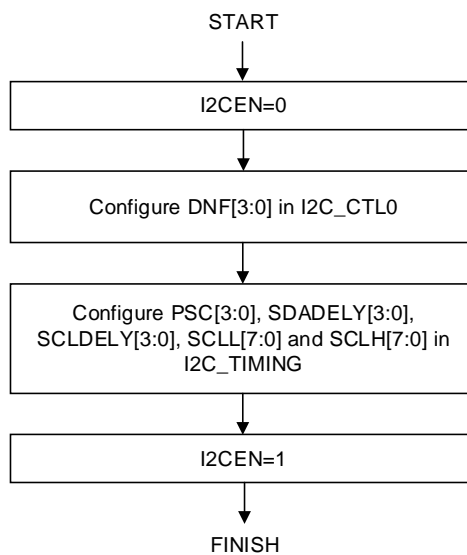 START
I2CEN=0
Configure DNF[3:0] in I2C_CTL0
Configure PSC[3:0], SDADELY[3:0],
SCLDELY[3:0], SCLL[7:0] and SCLH[7:0] in
I2C_TIMING
I2CEN=1
FINISH